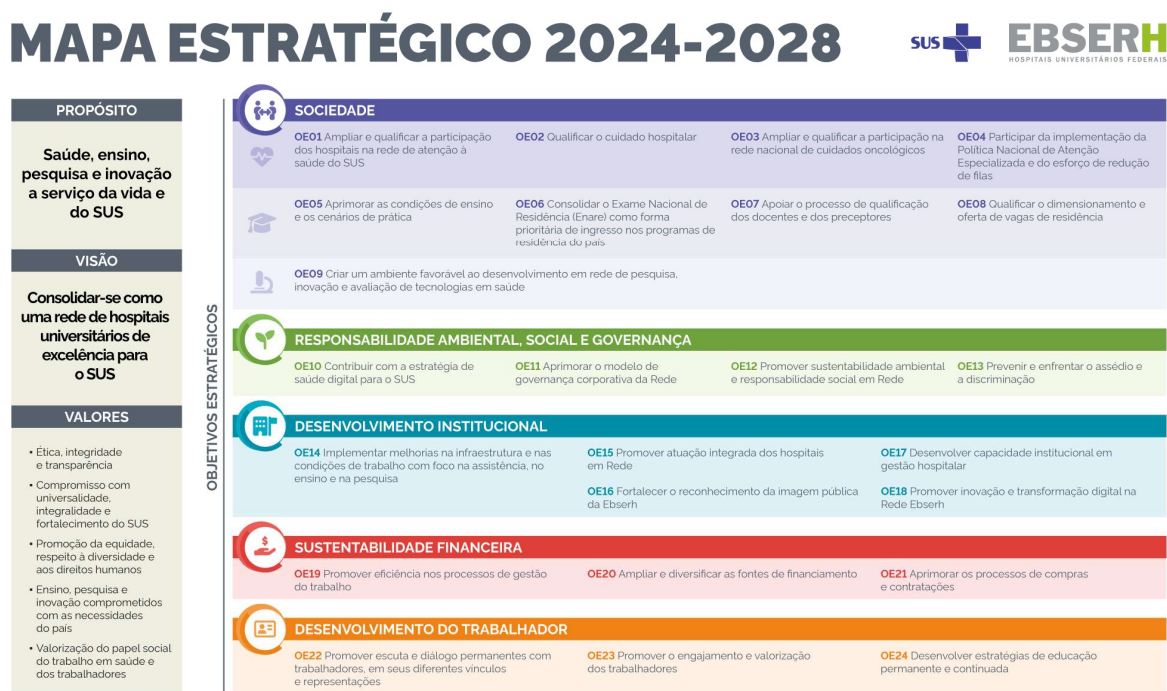 MAPA ESTRATÉGICO 2024-2028
SUS
EBSERH
HOSPITAIS UNIVERSITÁRIOS FEDERAIS
PROPÓSITO
Saúde, ensino,
pesquisa e inovação
a serviço da vida e
do SUS
VISÃO
Consolidar-se como
uma rede de hospitais
universitários de
excelência para
o SUS
VALORES
• Ética, integridade
e transparência
• Compromisso com
universalidade,
integralidade e
fortalecimento do SUS
• Promoção da equidade,
respeito à diversidade e
aos direitos humanos
• Ensino, pesquisa e
inovação comprometidos
com as necessidades
do país
• Valorização do papel social
do trabalho em saúde e
dos trabalhadores
OBJETIVOS ESTRATÉGICOS
SOCIEDADE
OE01 Ampliar e qualificar a participação
dos hospitais na rede de atenção à
saúde do SUS
OE02 Qualificar o cuidado hospitalar
OE03 Ampliar e qualificar a participação na
rede nacional de cuidados oncológicos
OE04 Participar da implementação da
Política Nacional de Atenção
Especializada e do esforço de redução
de filas
OE05 Aprimorar as condições de ensino
e os cenários de prática
OE06 Consolidar o Exame Nacional de
Residência (Enare) como forma
prioritária de ingresso nos programas de
residência do país
OE07 Apoiar o processo de qualificação
dos docentes e dos preceptores
OE08 Qualificar o dimensionamento e
oferta de vagas de residência
OE09 Criar um ambiente favorável ao desenvolvimento em rede de pesquisa,
inovação e avaliação de tecnologias em saúde
RESPONSABILIDADE AMBIENTAL, SOCIAL E GOVERNANÇA
OE10 Contribuir com a estratégia de
saúde digital para o SUS
OE11 Aprimorar o modelo de
governança corporativa da Rede
OE12 Promover sustentabilidade ambiental
e responsabilidade social em Rede
OE13 Prevenir e enfrentar o assédio e
a discriminação
DESENVOLVIMENTO INSTITUCIONAL
OE14 Implementar melhorias na infraestrutura e nas
condições de trabalho com foco na assistência, no
ensino e na pesquisa
OE15 Promover atuação integrada dos hospitais
em Rede
OE16 Fortalecer o reconhecimento da imagem pública
da Ebserh
OE17 Desenvolver capacidade institucional em
gestão hospitalar
OE18 Promover inovação e transformação digital na
Rede Ebserh
SUSTENTABILIDADE FINANCEIRA
OE19 Promover eficiência nos processos de gestão
do trabalho
OE20 Ampliar e diversificar as fontes de financiamento
OE21 Aprimorar os processos de compras
e contratações
DESENVOLVIMENTO DO TRABALHADOR
OE22 Promover escuta e diálogo permanentes com
trabalhadores, em seus diferentes vínculos
e representações
OE23 Promover o engajamento e valorização
dos trabalhadores
OE24 Desenvolver estratégias de educação
permanente e continuada